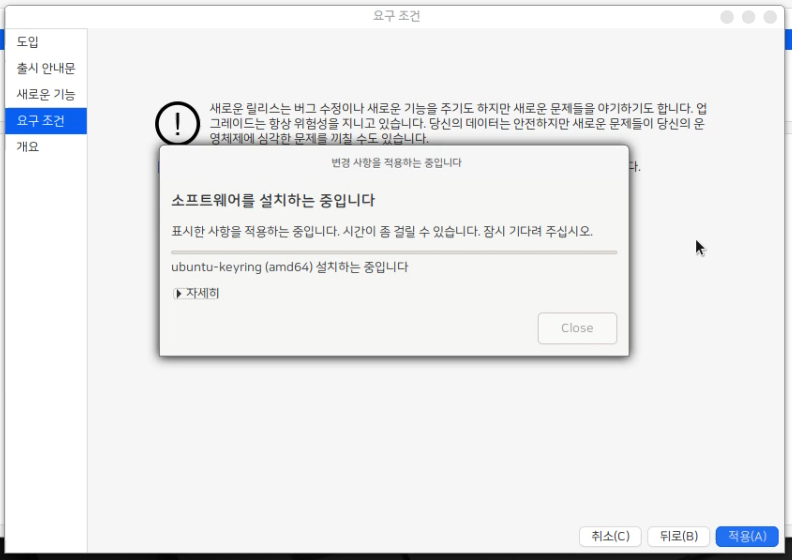 요구 조건
도입
출시 안내문
새로운 기능
요구 조건
개요
새로운 릴리스는 버그 수정이나 새로운 기능을 주기도 하지만 새로운 문제들을 야기하기도 합니다. 업
그레이드는 항상 위험성을 지니고 있습니다. 당신의 데이터는 안전하지만 새로운 문제들이 당신의 운
영체제에 심각한 문제를 끼칠 수도 있습니다.
다.
변경 사항을 적용하는 중입니다
소프트웨어를 설치하는 중입니다
표시한 사항을 적용하는 중입니다. 시간이 좀 걸릴 수 있습니다. 잠시 기다려 주십시오.
ubuntu-keyring (amd64) 설치하는 중입니다
자세히
Close
취소(C)
뒤로(B)
적용(A)